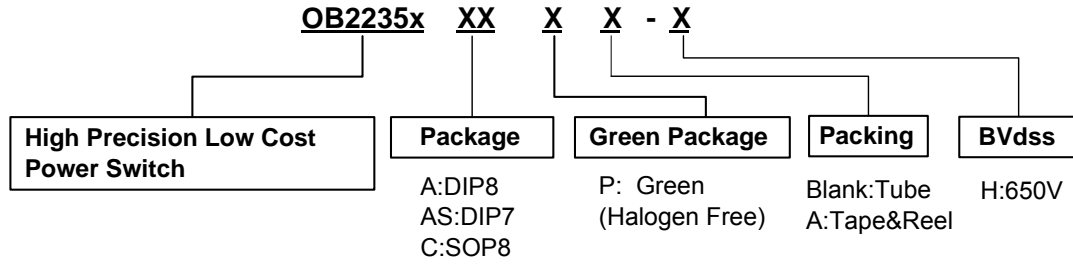 OB2235x XX X X - X
High Precision Low Cost
Power Switch
Package
A:DIP8
AS:DIP7
C:SOP8
Green Package
P: Green
(Halogen Free)
Packing
Blank:Tube
A:Tape&Reel
BVdss
H:650V